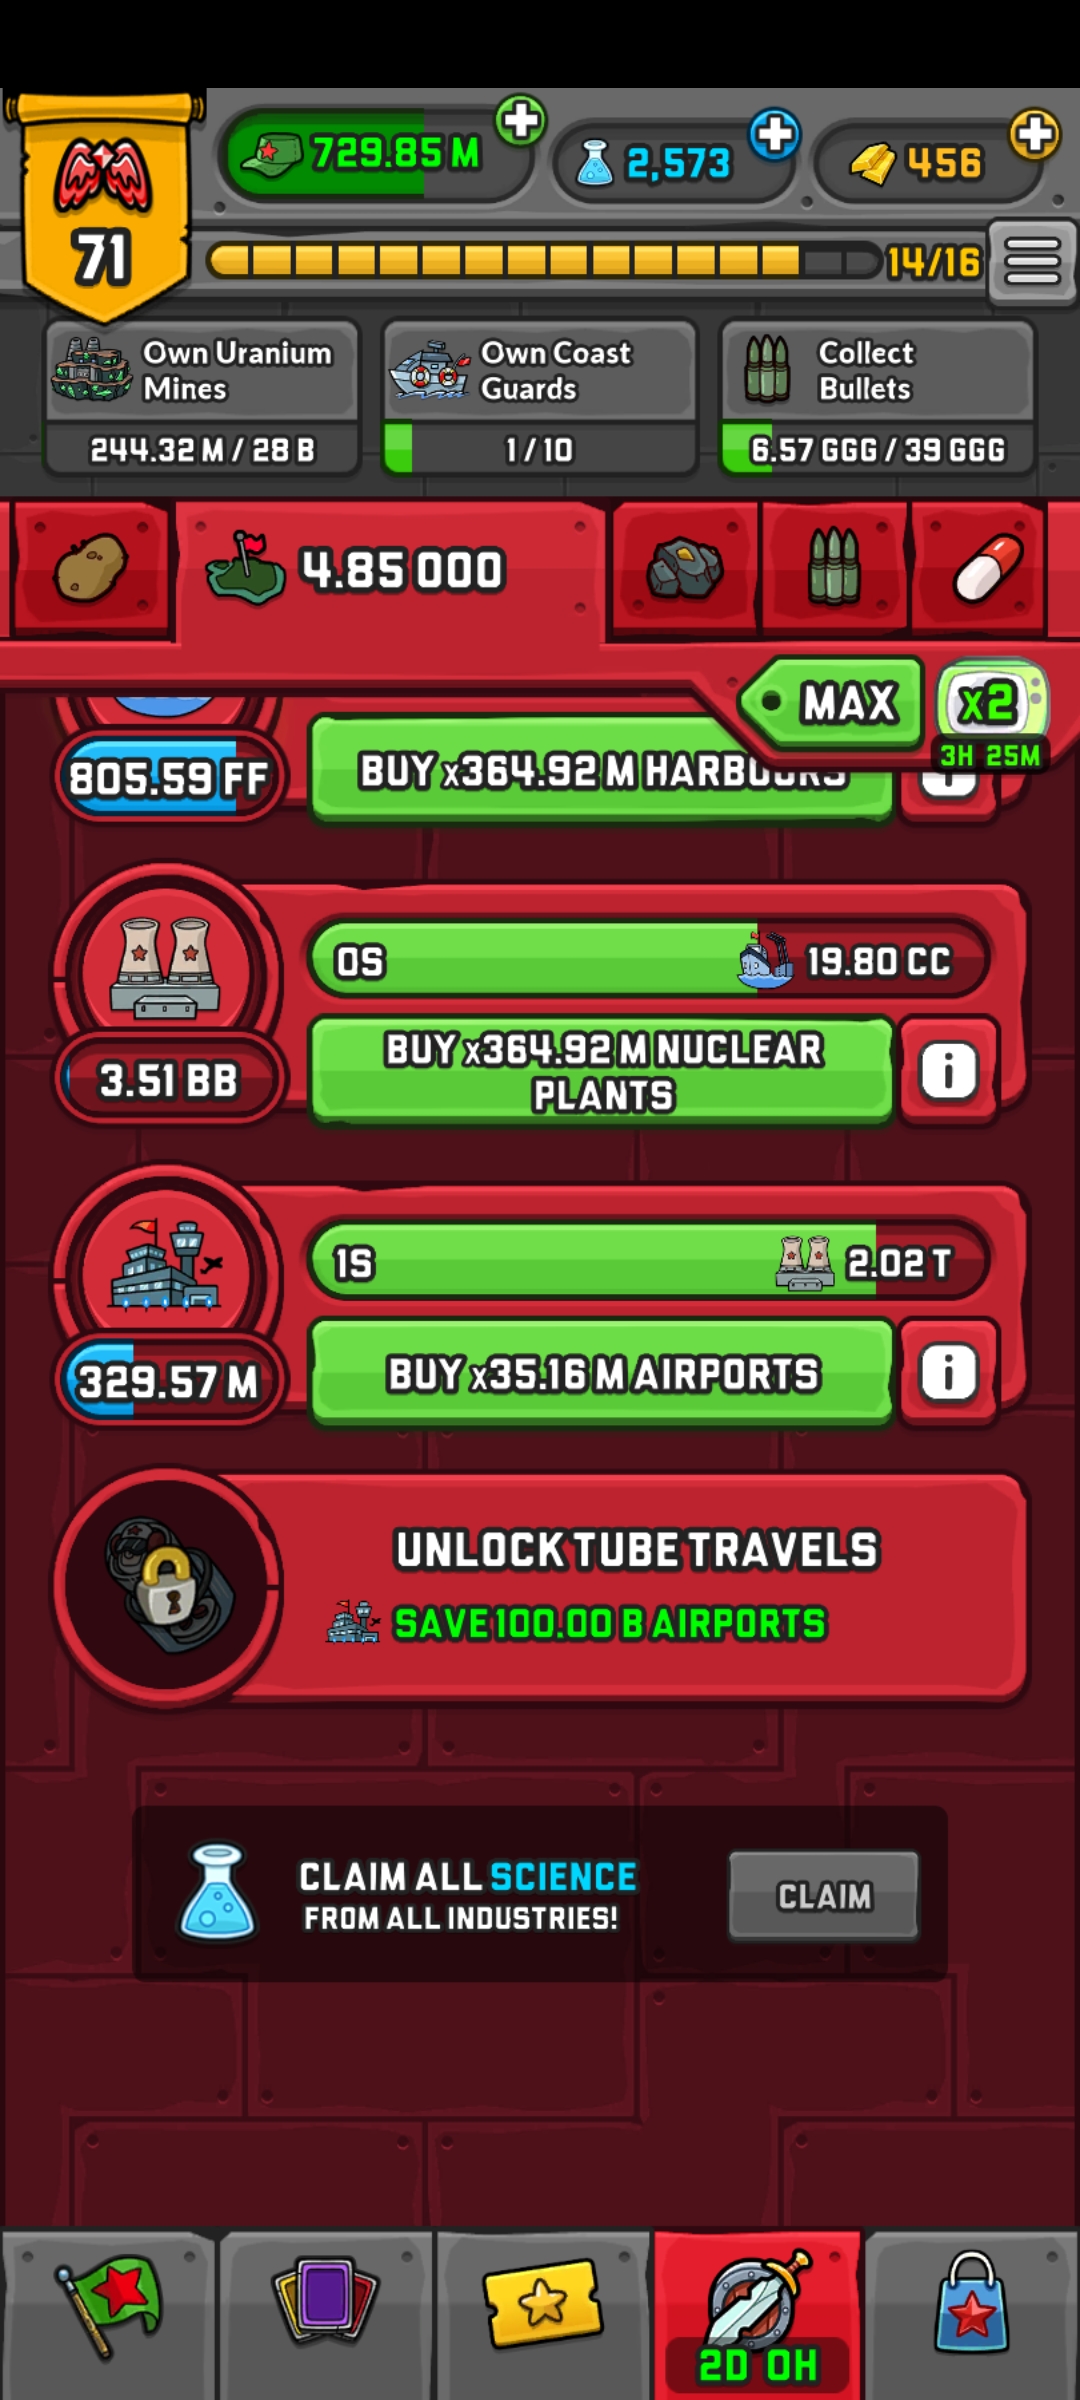 729.85 M
2,573
456
71
14/16
Own Uranium
Mines
244.32 M / 28 B
Own Coast
Guards
1 / 10
Collect
Bullets
6.57 GGG / 39 GGG
4.85 OOO
MAX
x2
3H 25M
805.59 FF
BUY x364.92 M HARBOURS
0S
19.80 CC
3.51 BB
BUY x364.92 M NUCLEAR
PLANTS
1S
2.02 T
329.57 M
BUY x35.16 M AIRPORTS
UNLOCK TUBE TRAVELS
SAVE 100.00 B AIRPORTS
CLAIM ALL SCIENCE
FROM ALL INDUSTRIES!
CLAIM
2D 0H